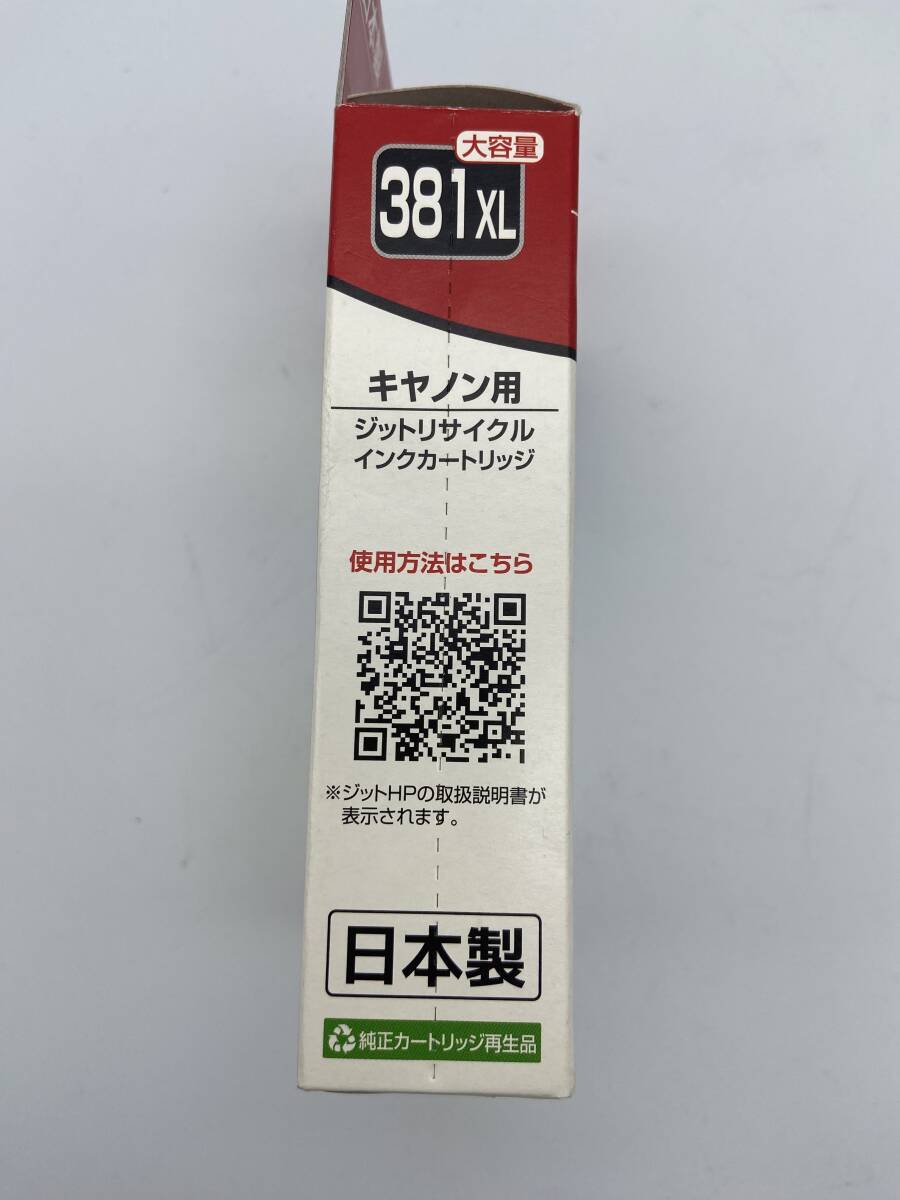 大容量
381XL
キヤノン用
ジットリサイクル
インクカートリッジ
使用方法はこちら
※ジットHPの取扱説明書が
表示されます。
日本製
純正カートリッジ再生品